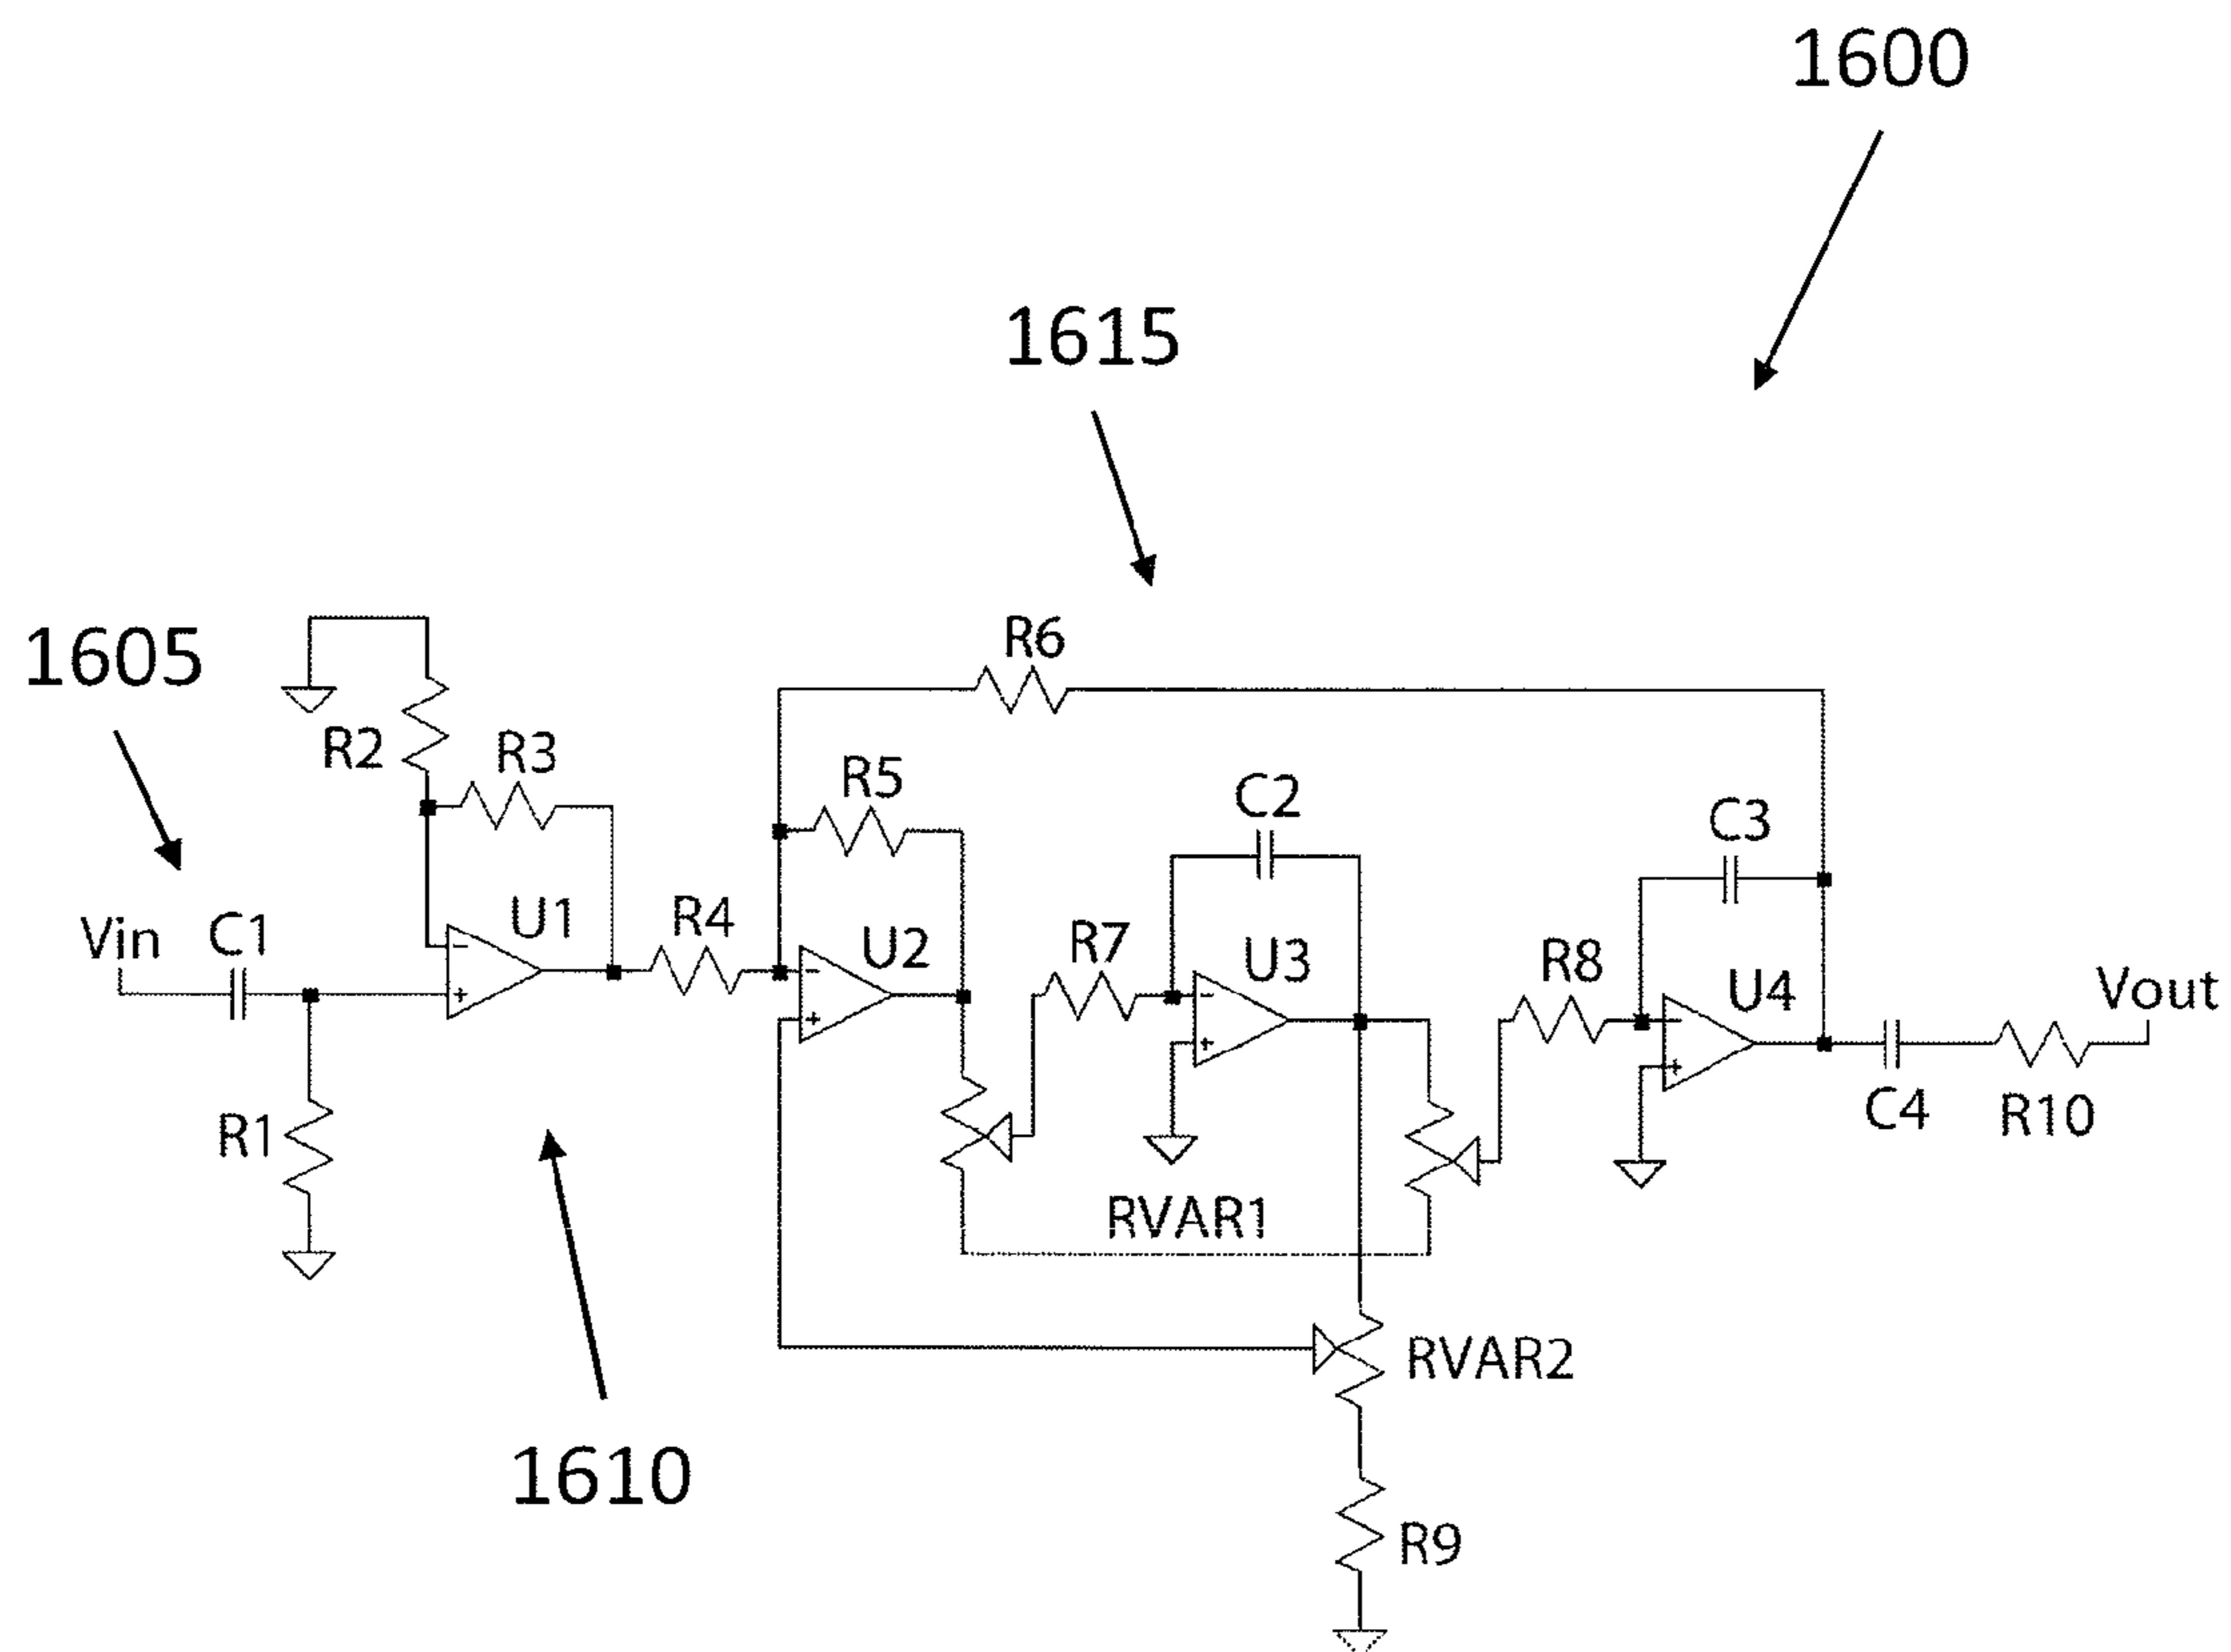 1600
1615
1605
R6
R2
R3
R5
C2
C3
Vin
C1
U1
R4
U2
R7
U3
R8
U4
Vout
R1
C4
R10
RVAR1
RVAR2
1610
R9